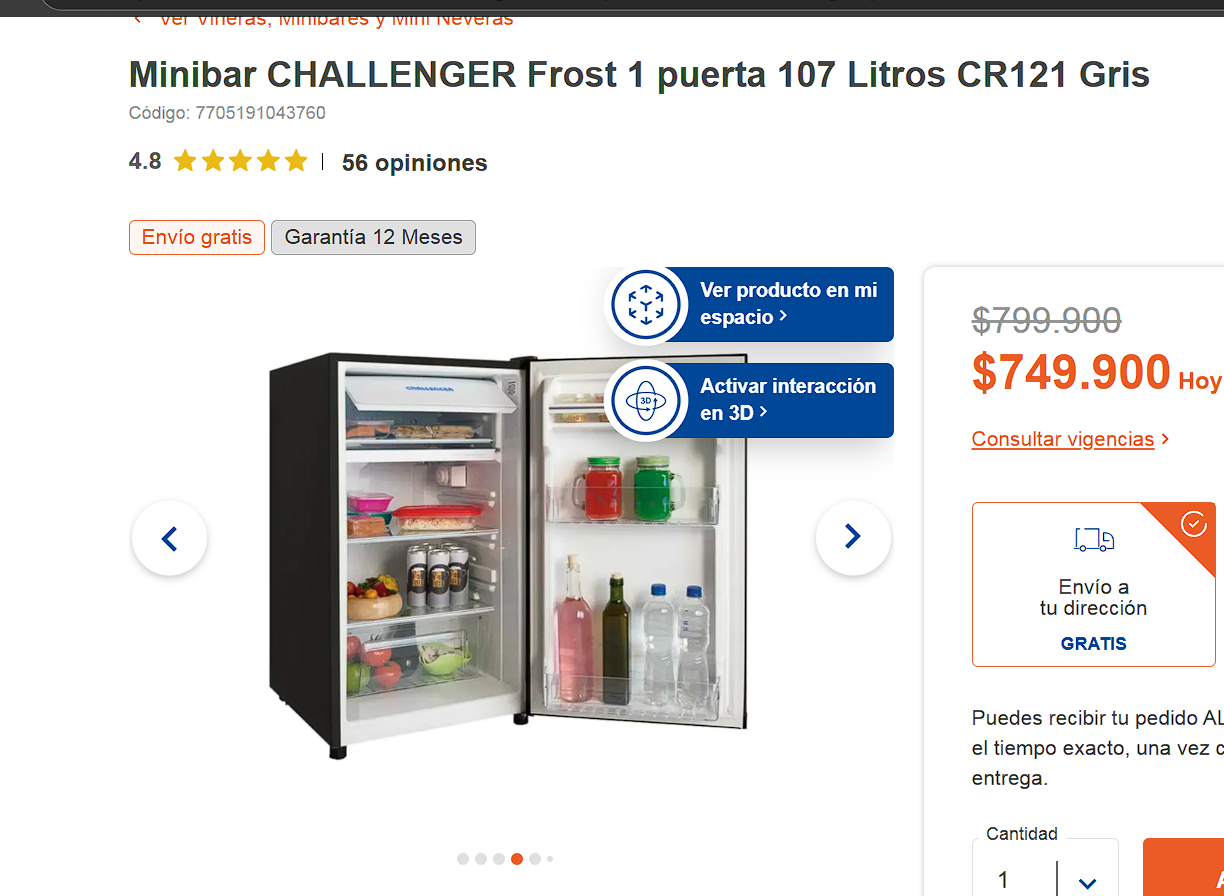 Ver Vineras, Minibares y Mini Neveras
Minibar CHALLENGER Frost 1 puerta 107 Litros CR121 Gris
Código: 7705191043760
4.8
56 opiniones
Envío gratis
Garantía 12 Meses
Ver producto en mi
espacio
Activar interacción
en 3D
3D
CHALLENGER
$799.900
$749.900 Hoy
Consultar vigencias
Envío a
tu dirección
GRATIS
Puedes recibir tu pedido
el tiempo exacto, una vez
entrega.
Cantidad
1